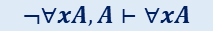 ¬∀xA, A ⊢ ∀xA